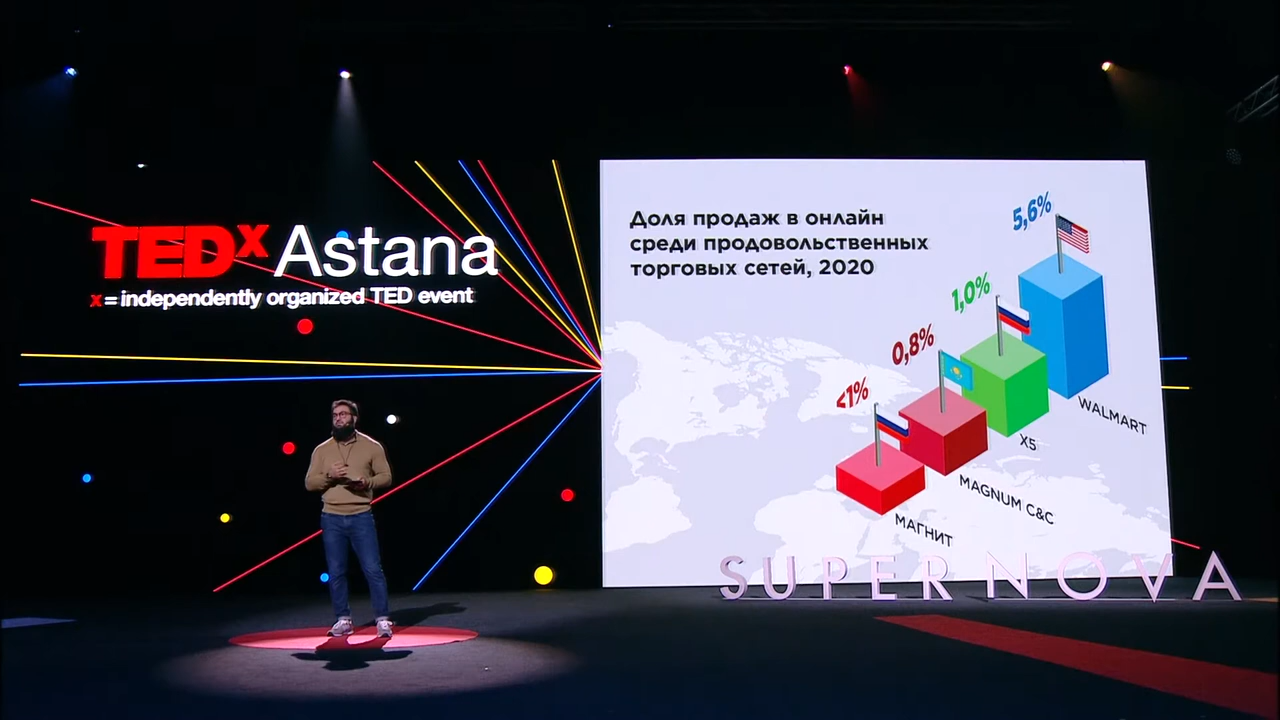 TEDx Astana
x = independently organized TED event
Доля продаж в онлайн
среди продовольственных
торговых сетей, 2020
5,6%
1,0%
0,8%
<1%
WALMART
X5
MAGNUM C&C
МАГНИТ
SUPERNOVA